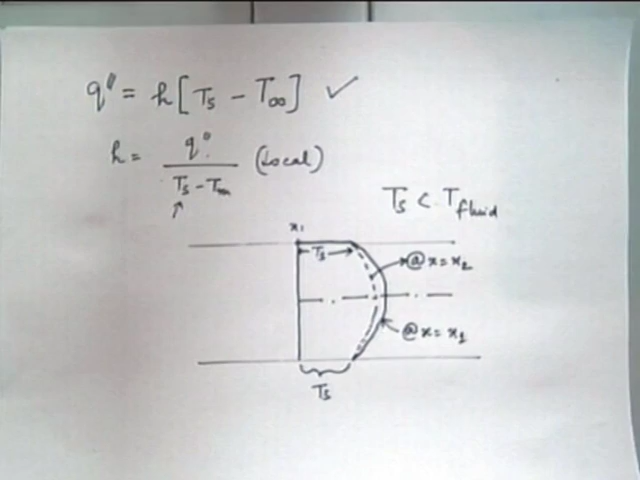 q" = h [Ts - T∞] ✓
h = q" / (Ts - Tm) (Local)
Ts < Tfluid
x1
Ts
@ x = x2
@ x = x1
Ts